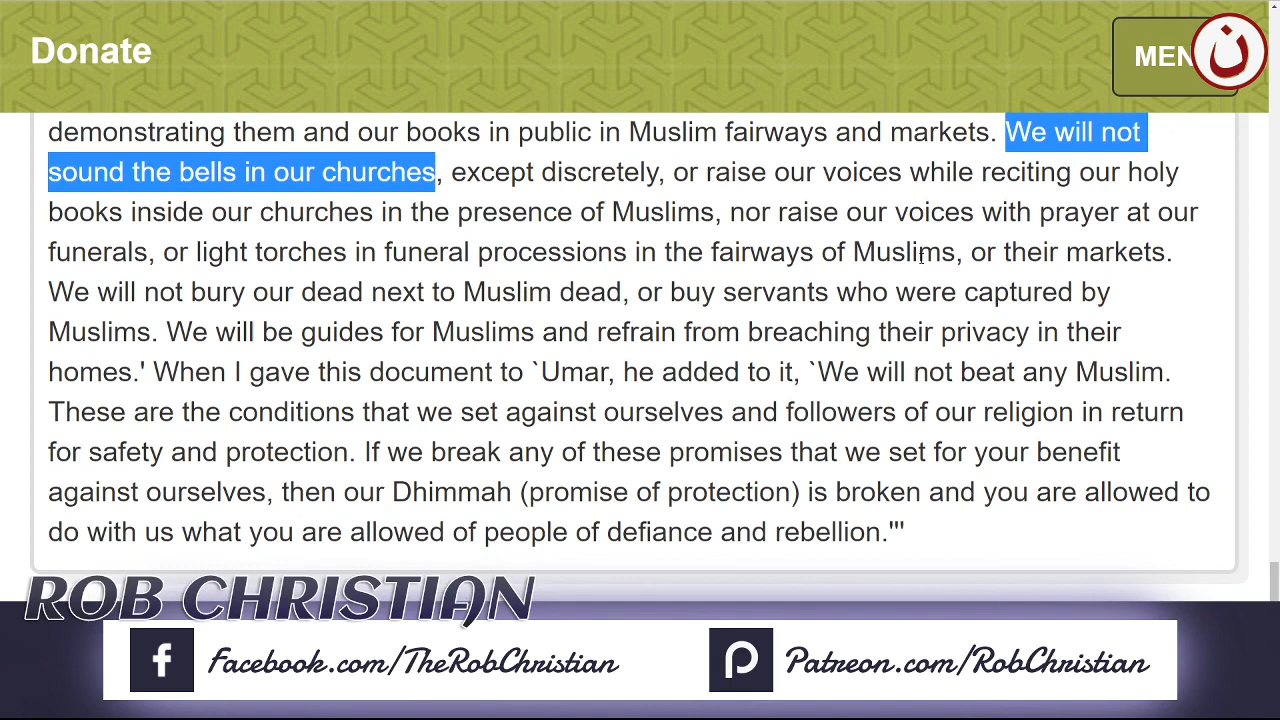 Donate
MEN
ن
demonstrating them and our books in public in Muslim fairways and markets. We will not
sound the bells in our churches, except discretely, or raise our voices while reciting our holy
books inside our churches in the presence of Muslims, nor raise our voices with prayer at our
funerals, or light torches in funeral processions in the fairways of Muslims, or their markets.
We will not bury our dead next to Muslim dead, or buy servants who were captured by
Muslims. We will be guides for Muslims and refrain from breaching their privacy in their
homes.' When I gave this document to `Umar, he added to it, `We will not beat any Muslim.
These are the conditions that we set against ourselves and followers of our religion in return
for safety and protection. If we break any of these promises that we set for your benefit
against ourselves, then our Dhimmah (promise of protection) is broken and you are allowed to
do with us what you are allowed of people of defiance and rebellion.'"
ROB CHRISTIAN
Facebook.com/TheRobChristian
Patreon.com/RobChristian